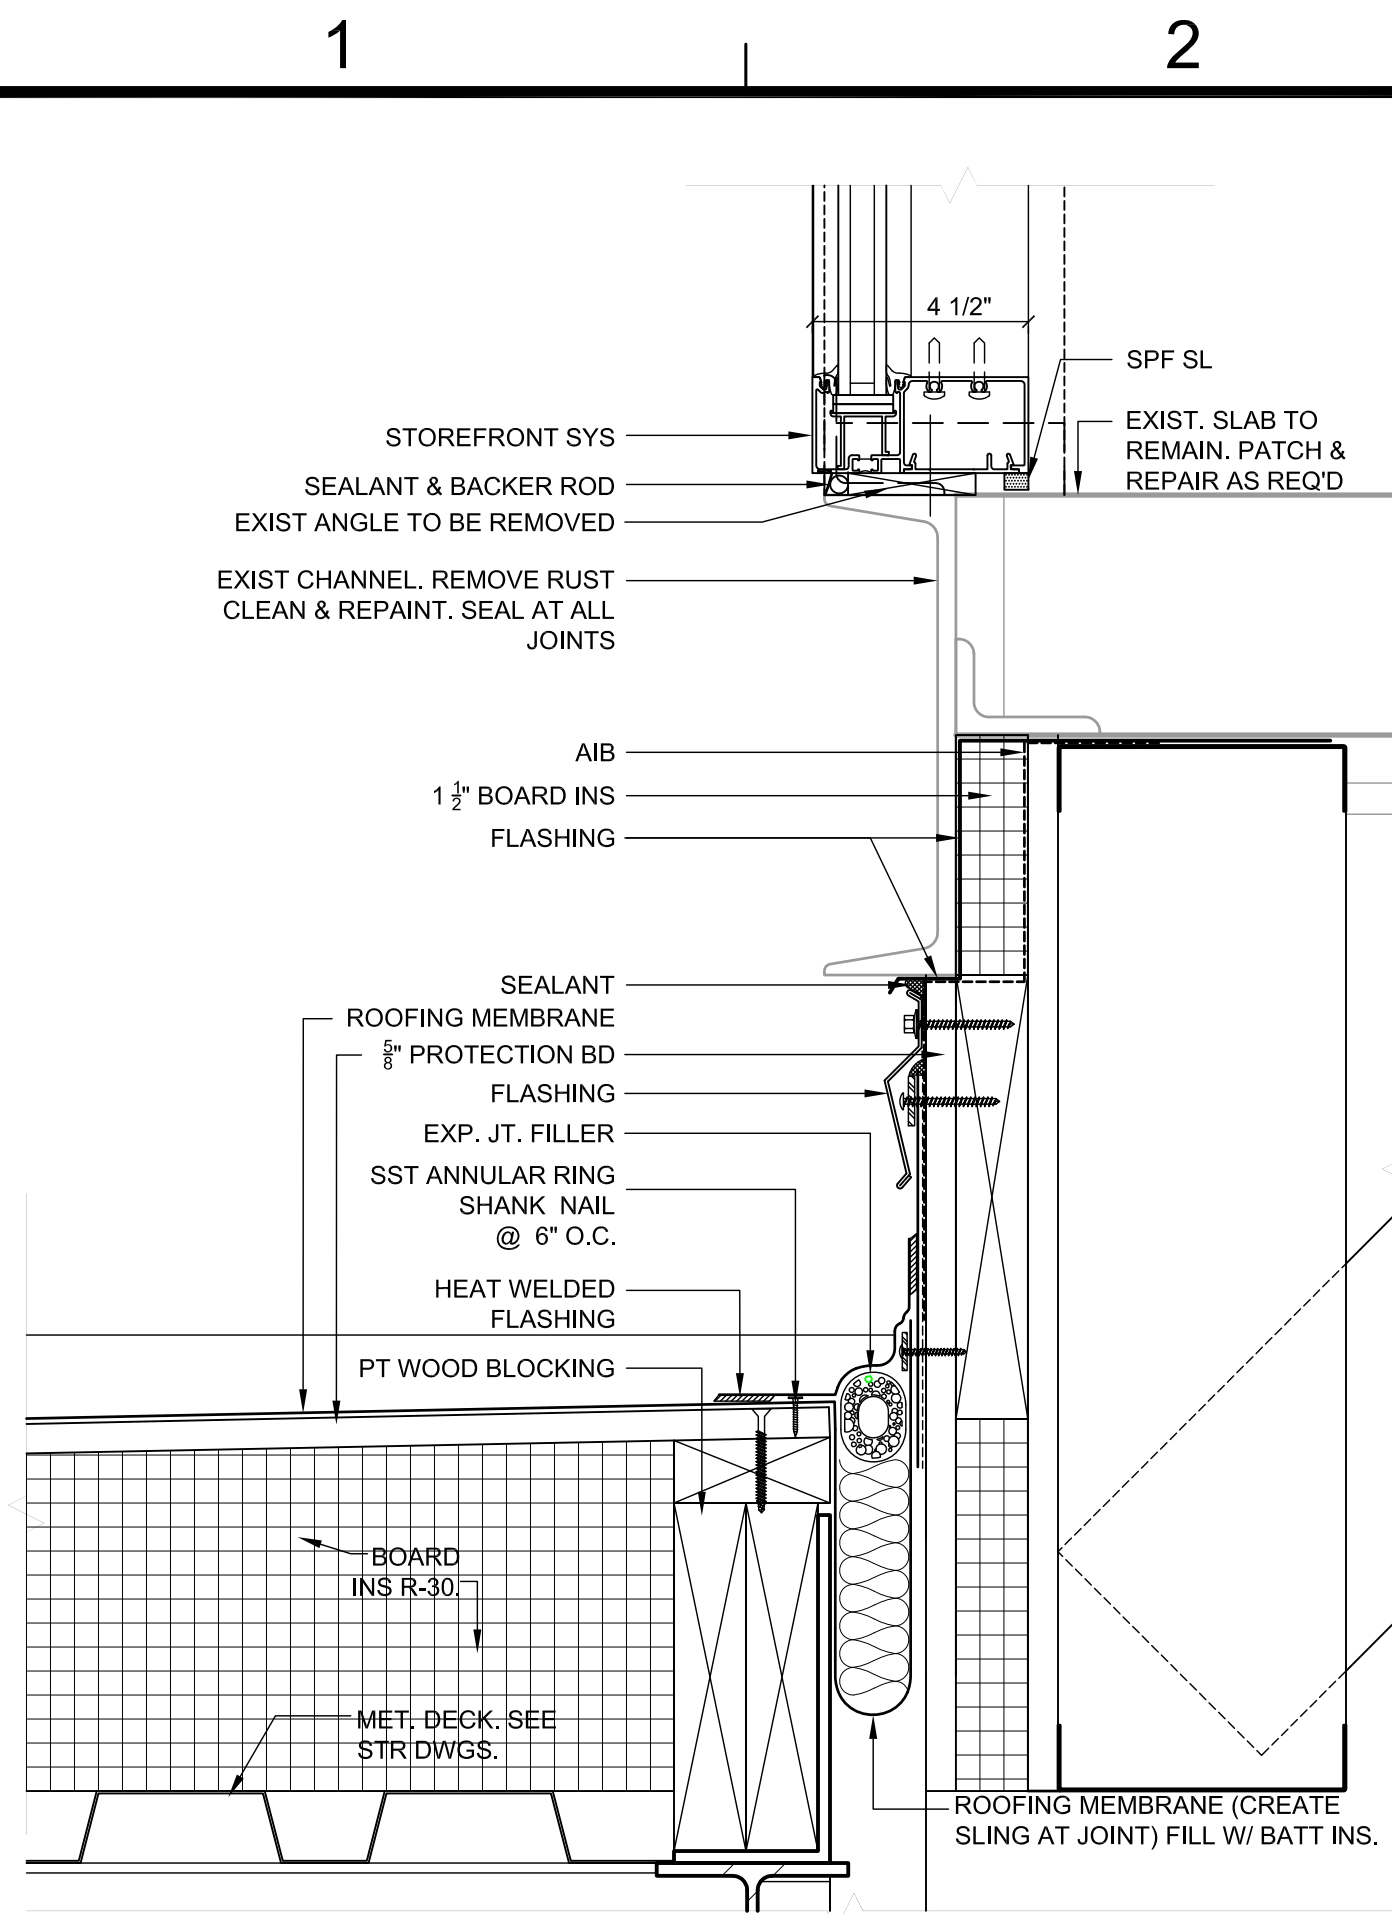 1
2
4 1/2"
SPF SL
EXIST. SLAB TO
REMAIN. PATCH &
REPAIR AS REQ'D
STOREFRONT SYS
SEALANT & BACKER ROD
EXIST ANGLE TO BE REMOVED
EXIST CHANNEL. REMOVE RUST
CLEAN & REPAINT. SEAL AT ALL
JOINTS
AIB
1 1/2" BOARD INS
FLASHING
SEALANT
ROOFING MEMBRANE
5/8" PROTECTION BD
FLASHING
EXP. JT. FILLER
SST ANNULAR RING
SHANK NAIL
@ 6" O.C.
HEAT WELDED
FLASHING
PT WOOD BLOCKING
BOARD
INS R-30.
MET. DECK. SEE
STR DWGS.
ROOFING MEMBRANE (CREATE
SLING AT JOINT) FILL W/ BATT INS.